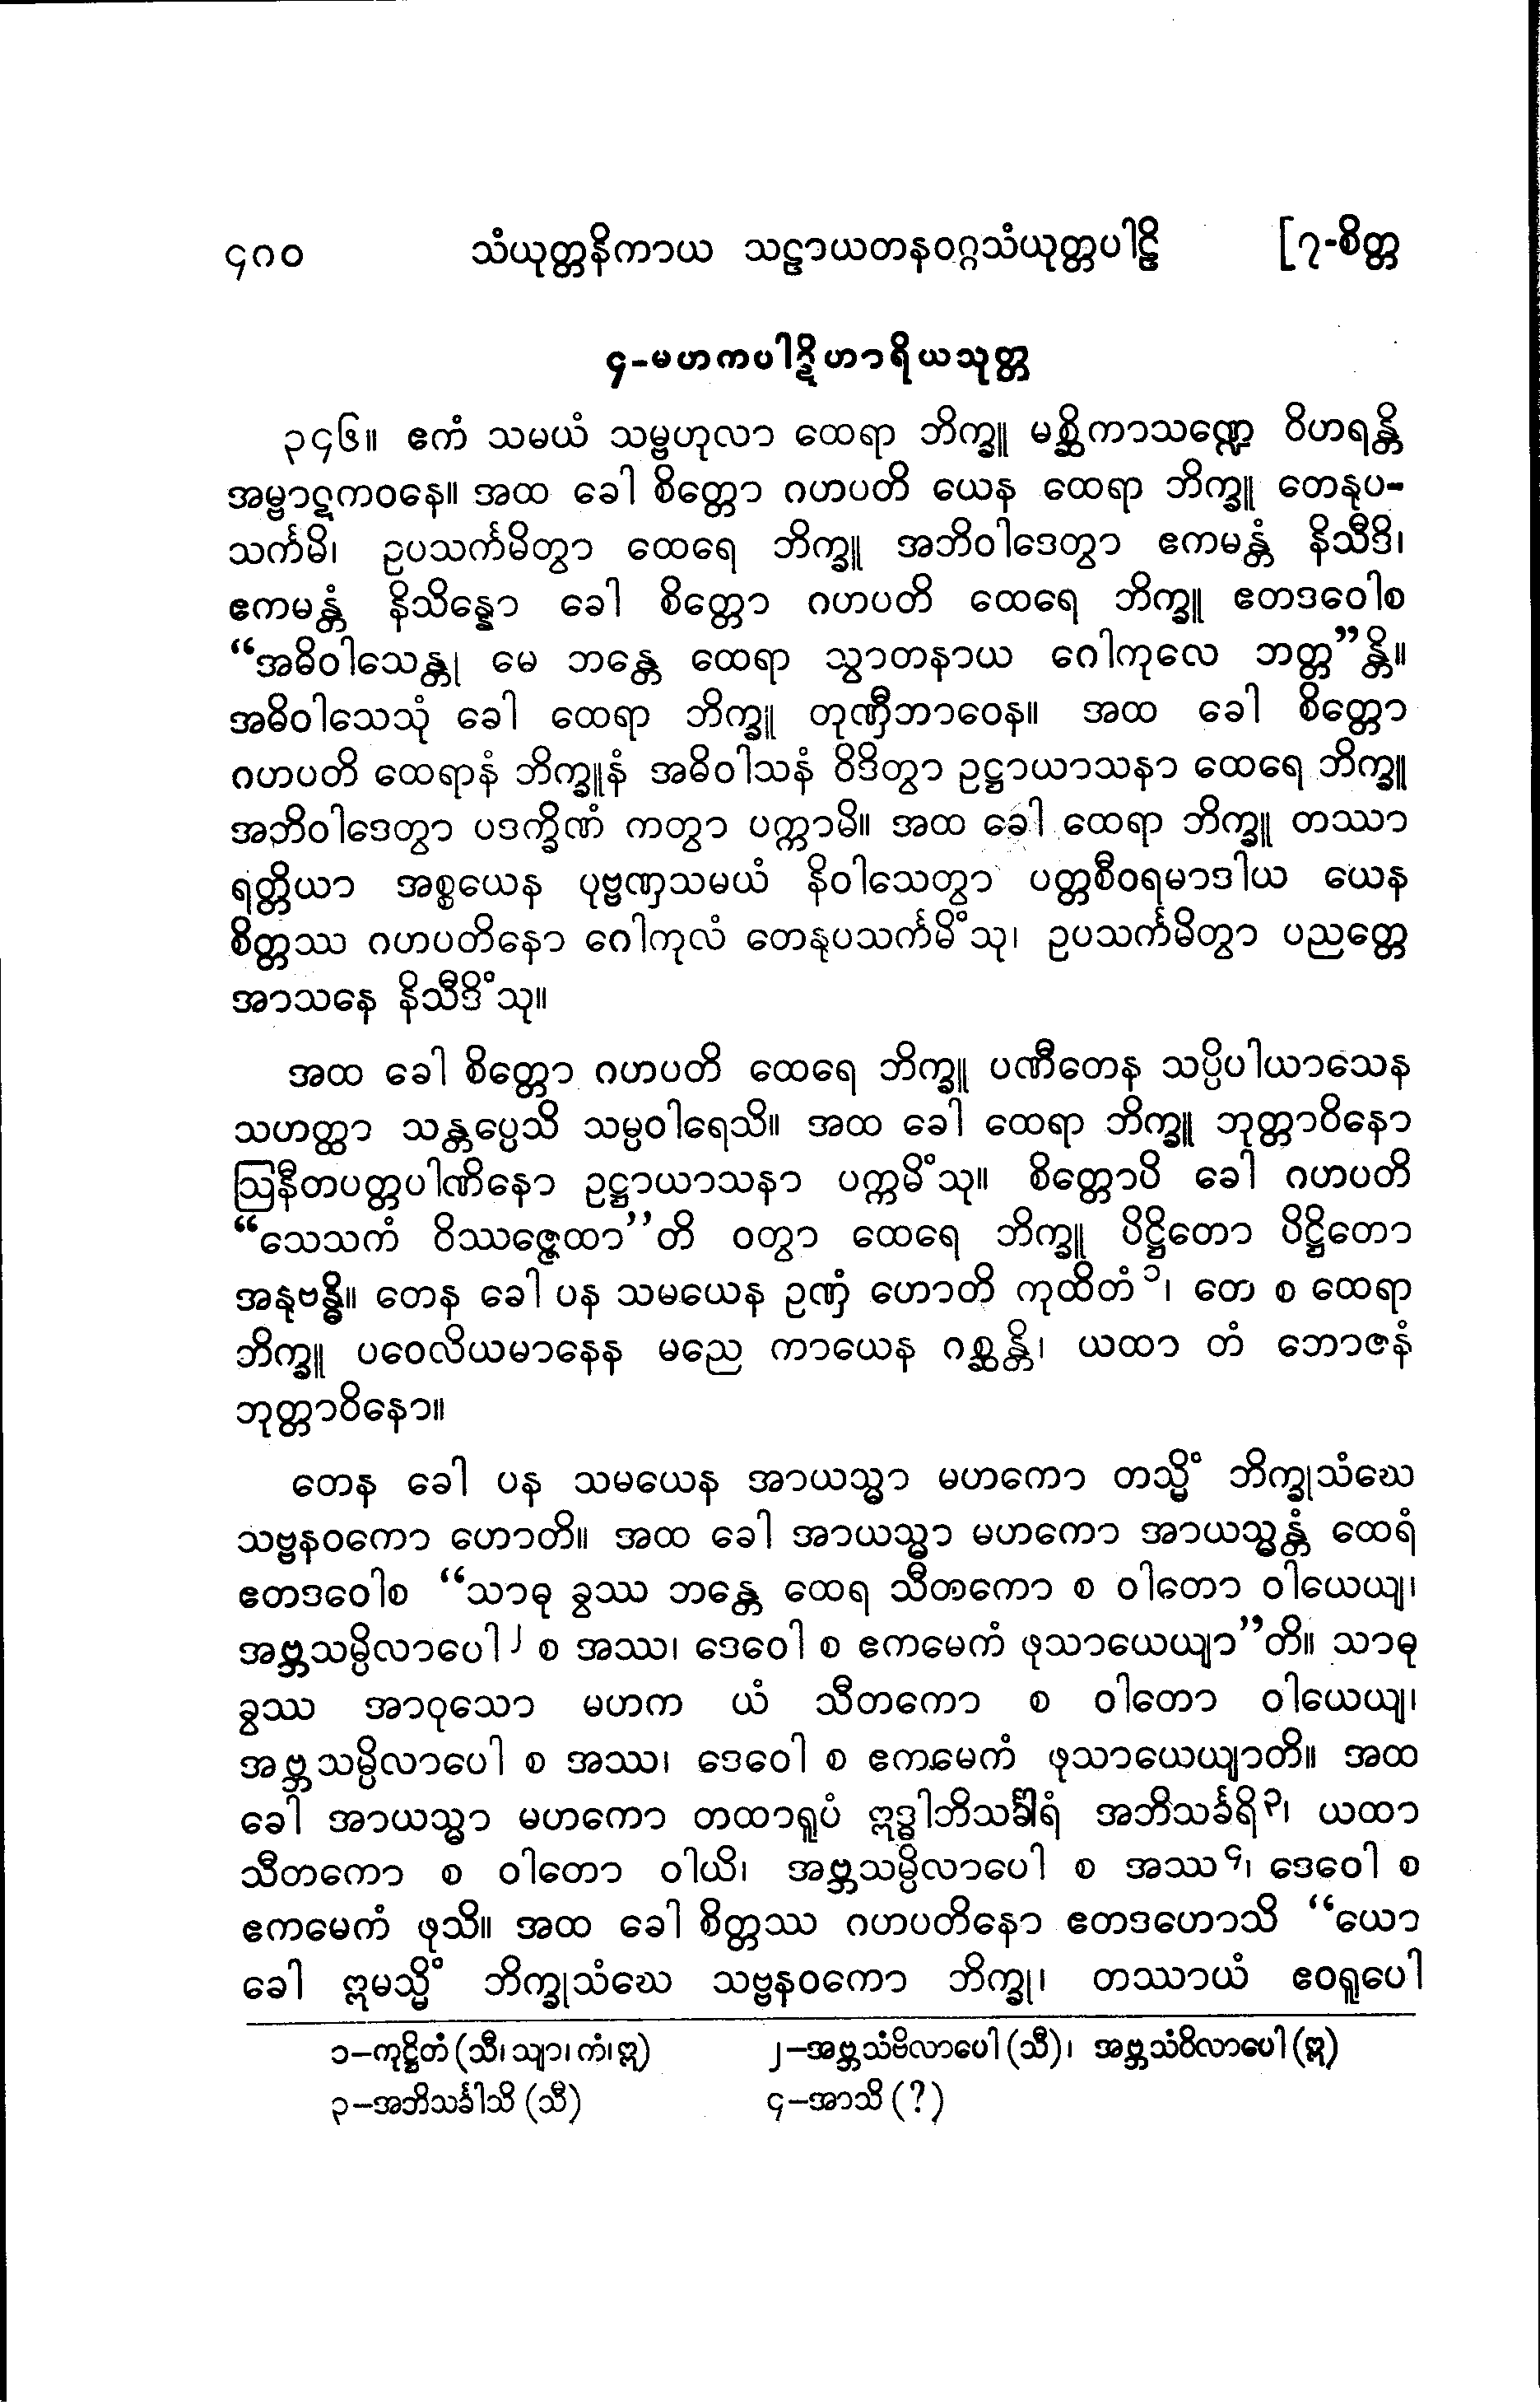 ၄၈၀ သံယုတ္တနိကာယ သဠာယတနဝဂ္ဂသံယုတ္တပါဠိ [၇-စိတ္တ
၄-မဟကပါဋိဟာရိယသုတ္တ
၃၄၆။ ဧကံ သမယံ သမ္ဗဟုလာ ထေရာ ဘိက္ခူ မစ္ဆိကာသဏ္ဍေ ဝိဟရန္တိ
အမ္ဗာဋကဝနေ။ အထ ခေါ စိတ္တော ဂဟပတိ ယေန ထေရာ ဘိက္ခူ တေနုပ-
သင်္ကမိ၊ ဥပသင်္ကမိတွာ ထေရေ ဘိက္ခူ အဘိဝါဒေတွာ ဧကမန္တံ နိသီဒိ၊
ဧကမန္တံ နိသိန္နော ခေါ စိတ္တော ဂဟပတိ ထေရေ ဘိက္ခူ ဧတဒဝေါစ
“အဓိဝါသေန္တု မေ ဘန္တေ ထေရာ သွာတနာယ ဂေါကုလေ ဘတ္တ”န္တိ။
အဓိဝါသေသုံ ခေါ ထေရာ ဘိက္ခူ တုဏှီဘာဝေန။ အထ ခေါ စိတ္တော
ဂဟပတိ ထေရာနံ ဘိက္ခူနံ အဓိဝါသနံ ဝိဒိတွာ ဥဋ္ဌာယာသနာ ထေရေ ဘိက္ခူ
အဘိဝါဒေတွာ ပဒက္ခိဏံ ကတွာ ပက္ကာမိ။ အထ ခေါ ထေရာ ဘိက္ခူ တဿာ
ရတ္တိယာ အစ္စယေန ပုဗ္ဗဏှသမယံ နိဝါသေတွာ ပတ္တစီဝရမာဒါယ ယေန
စိတ္တဿ ဂဟပတိနော ဂေါကုလံ တေနုပသင်္ကမိံသု၊ ဥပသင်္ကမိတွာ ပညတ္တေ
အာသနေ နိသီဒိံသု။
အထ ခေါ စိတ္တော ဂဟပတိ ထေရေ ဘိက္ခူ ပဏီတေန သပ္ပိပါယာသေန
သဟတ္ထာ သန္တပ္ပေသိ သမ္ပဝါရေသိ။ အထ ခေါ ထေရာ ဘိက္ခူ ဘုတ္တာဝိနော
ဩနီတပတ္တပါဏိနော ဥဋ္ဌာယာသနာ ပက္ကမိံသု။ စိတ္တောပိ ခေါ ဂဟပတိ
“သေသကံ ဝိဿဇ္ဇေထာ”တိ ဝတွာ ထေရေ ဘိက္ခူ ပိဋ္ဌိတော ပိဋ္ဌိတော
အနုဗန္ဓိ။ တေန ခေါ ပန သမယေန ဥဏှံ ဟောတိ ကုထိတံ၁၊ တေ စ ထေရာ
ဘိက္ခူ ပဝေလိယမာနေန မညေ ကာယေန ဂစ္ဆန္တိ၊ ယထာ တံ ဘောဇနံ
ဘုတ္တာဝိနော။
တေန ခေါ ပန သမယေန အာယသ္မာ မဟကော တသ္မိံ ဘိက္ခုသံဃေ
သဗ္ဗနဝကော ဟောတိ။ အထ ခေါ အာယသ္မာ မဟကော အာယသ္မန္တံ ထေရံ
ဧတဒဝေါစ “သာဓု ခွဿ ဘန္တေ ထေရ သီတကော စ ဝါတော ဝါယေယျ၊
အဗ္ဘသမ္ပိလာပေါ၂ စ အဿ၊ ဒေဝေါ စ ဧကမေကံ ဖုသာယေယျာ”တိ။ သာဓု
ခွဿ အာဝုသော မဟက ယံ သီတကော စ ဝါတော ဝါယေယျ၊
အဗ္ဘသမ္ပိလာပေါ စ အဿ၊ ဒေဝေါ စ ဧကမေကံ ဖုသာယေယျာတိ။ အထ
ခေါ အာယသ္မာ မဟကော တထာရူပံ ဣဒ္ဓါဘိသင်္ခါရံ အဘိသင်္ခရိ၃၊ ယထာ
သီတကော စ ဝါတော ဝါယိ၊ အဗ္ဘသမ္ပိလာပေါ စ အဿ၄၊ ဒေဝေါ စ
ဧကမေကံ ဖုသိ။ အထ ခေါ စိတ္တဿ ဂဟပတိနော ဧတဒဟောသိ “ယော
ခေါ ဣမသ္မိံ ဘိက္ခုသံဃေ သဗ္ဗနဝကော ဘိက္ခု၊ တဿာယံ ဧဝရူပေါ
၁–ကုဋ္ဌိတံ (သီ၊ သျာ၊ ကံ၊ ဣ) ၂–အဗ္ဘသံဗိလာပေါ (သီ)၊ အဗ္ဘသံဝိလာပေါ (ဣ)
၃–အဘိသင်္ခါသိ (သီ) ၄–အာသိ (?)